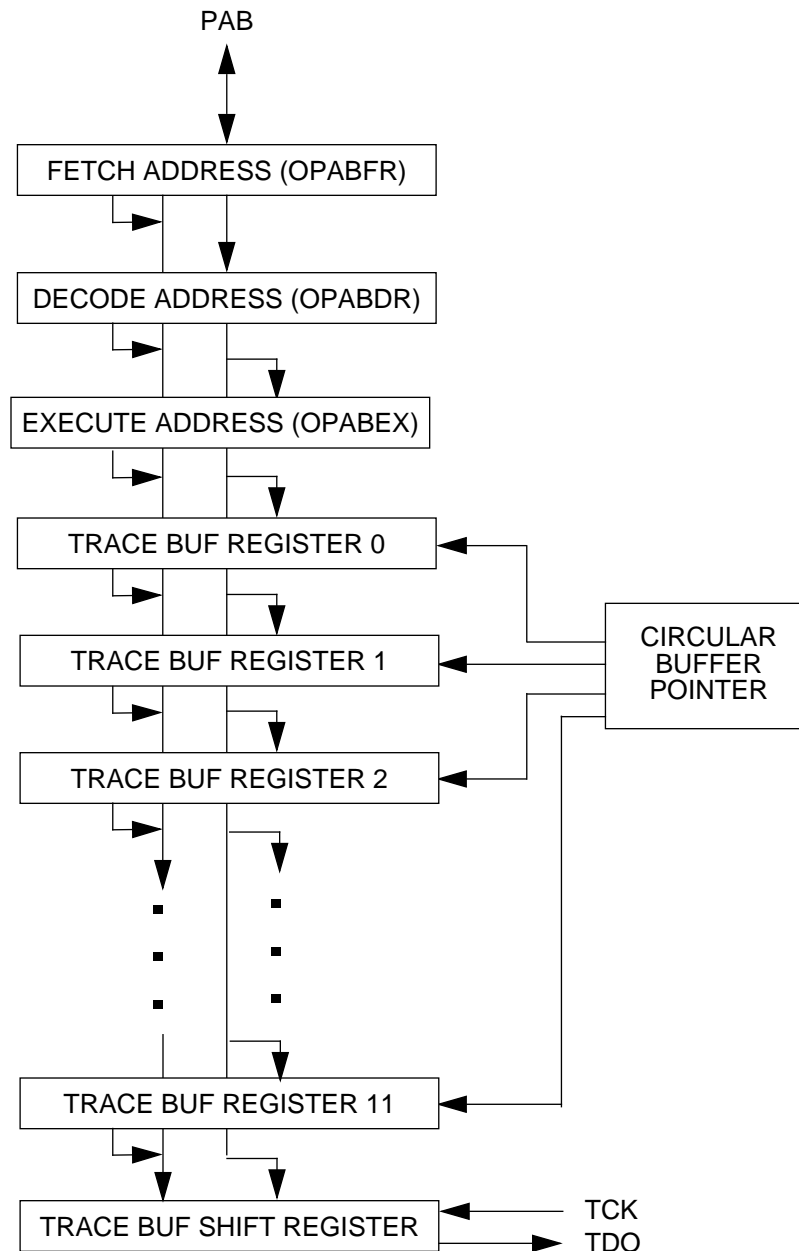 PAB
FETCH ADDRESS (OPABFR)
DECODE ADDRESS (OPABDR)
EXECUTE ADDRESS (OPABEX)
TRACE BUF REGISTER 0
TRACE BUF REGISTER 1
CIRCULAR
BUFFER
POINTER
TRACE BUF REGISTER 2
TRACE BUF REGISTER 11
TRACE BUF SHIFT REGISTER
TCK
TDO